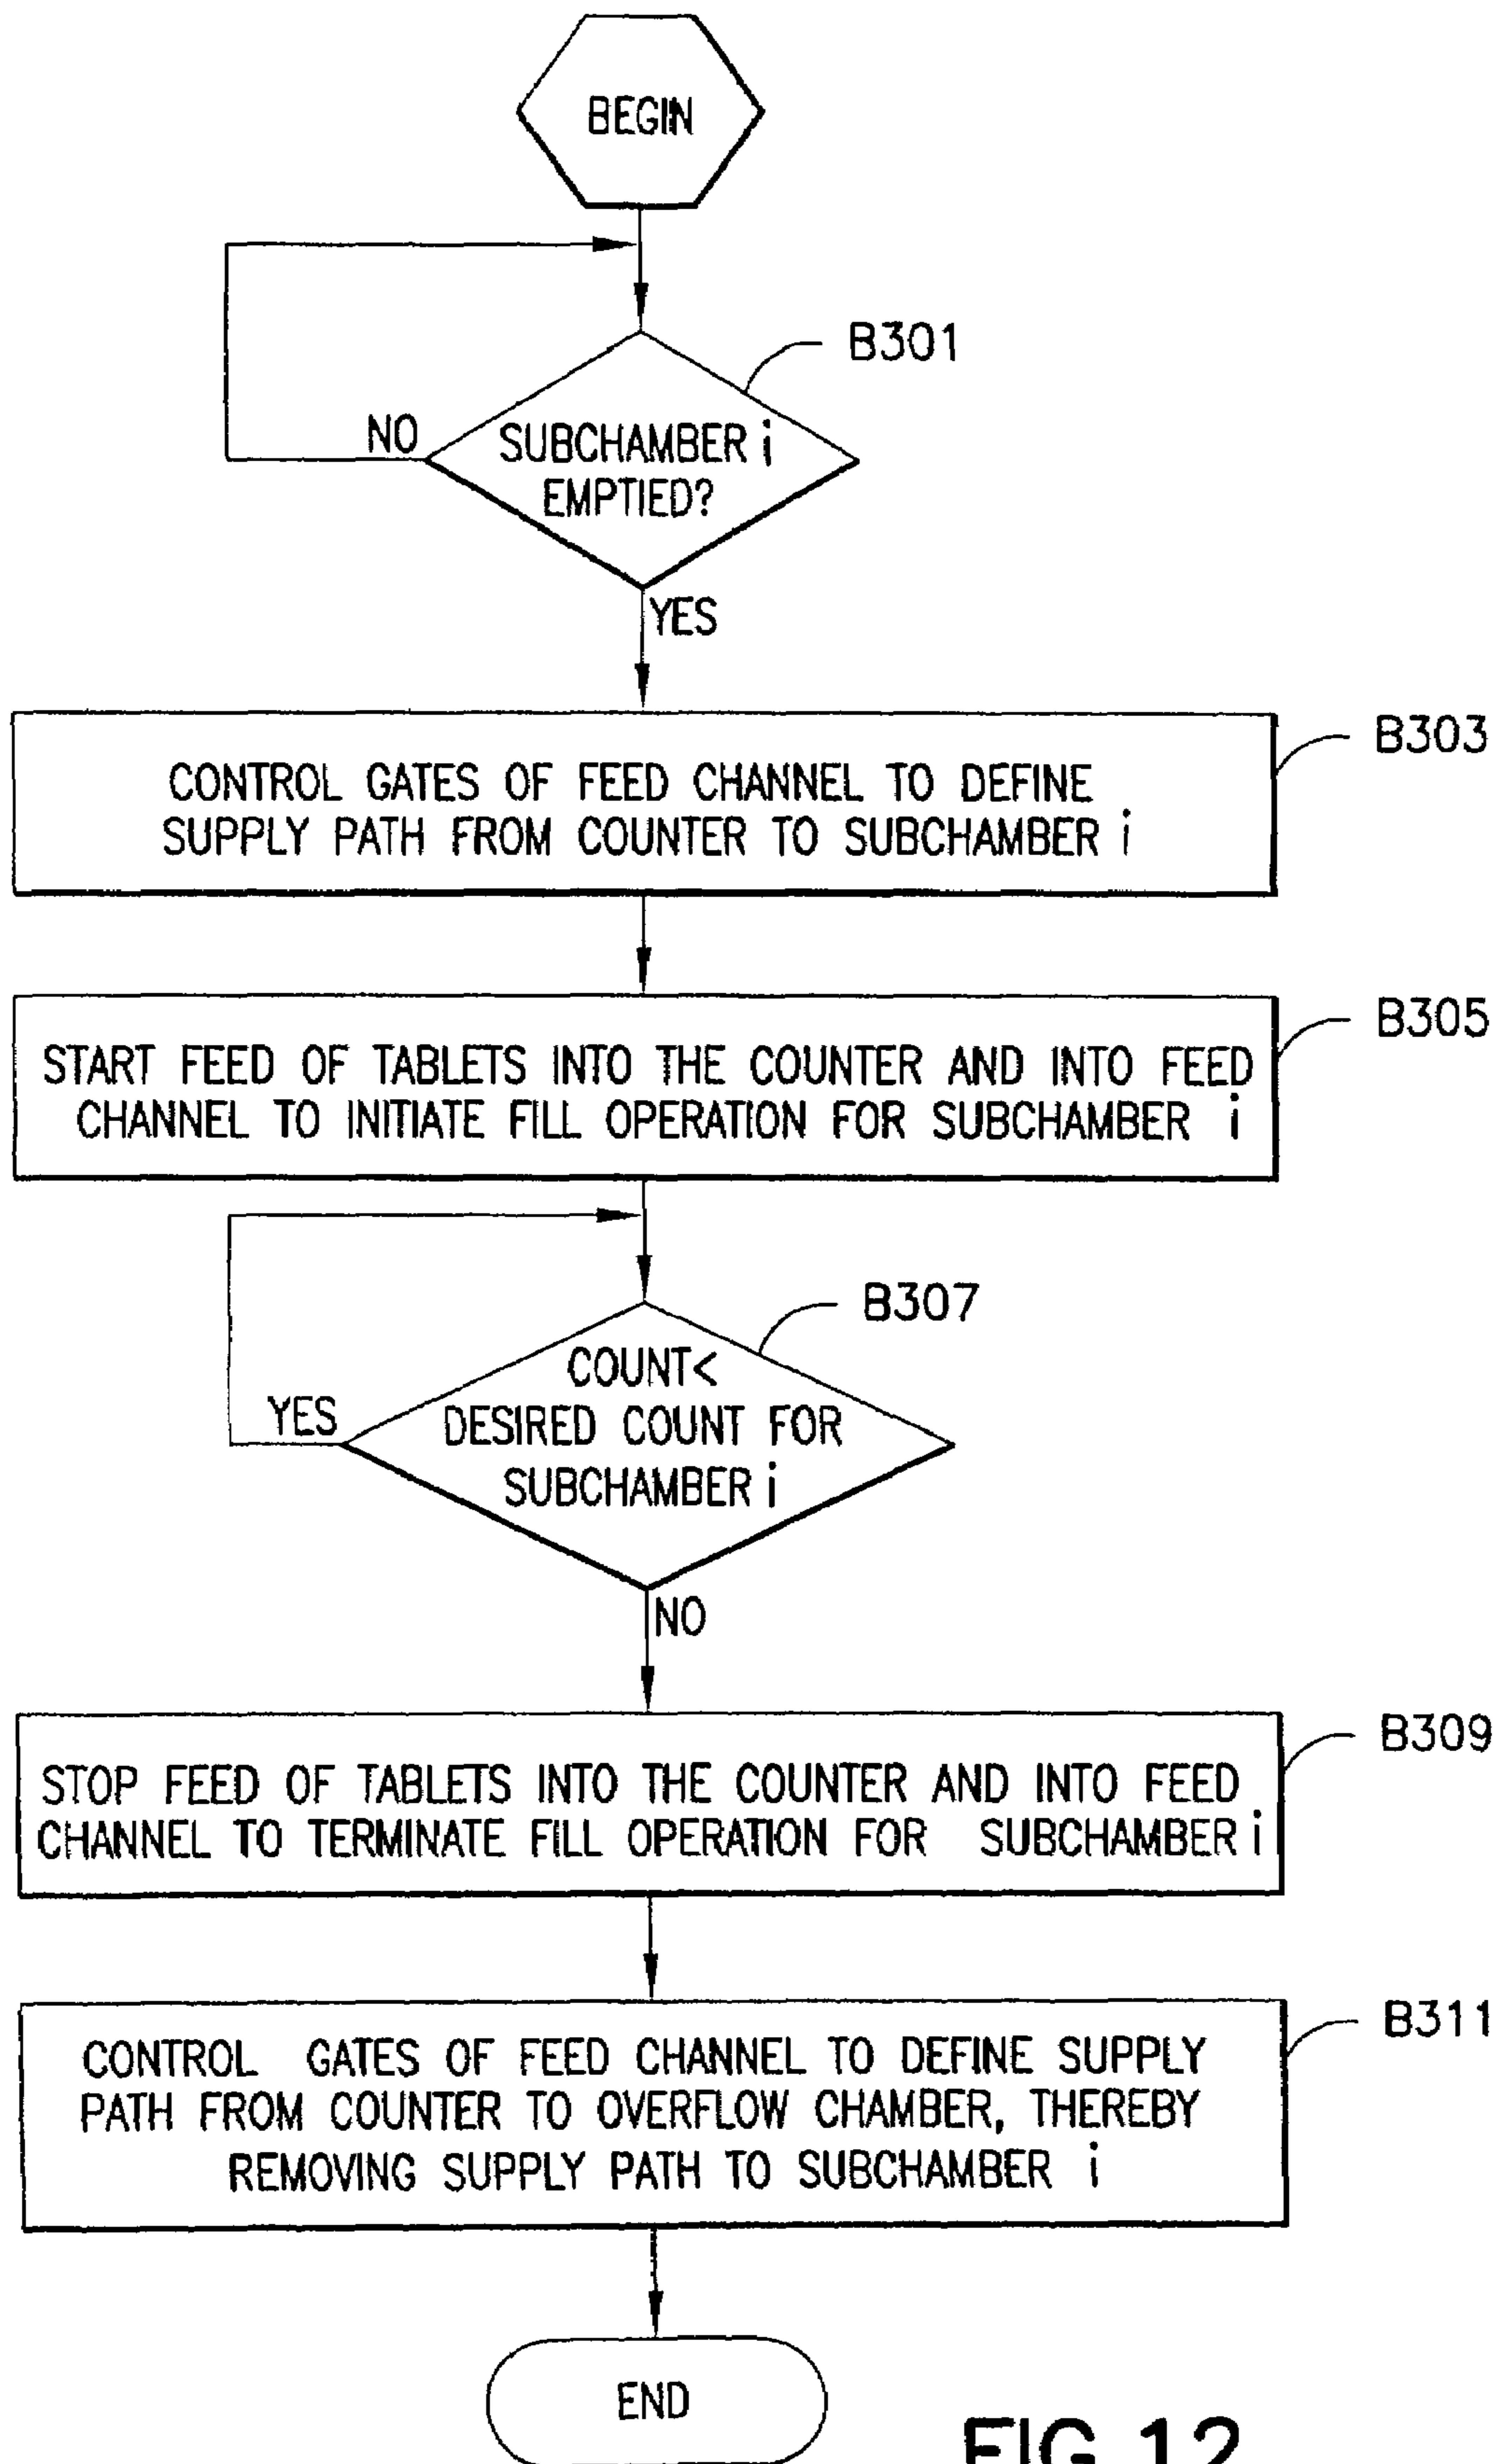 BEGIN
B301
NO
SUBCHAMBER i
EMPTIED?
YES
B303
CONTROL GATES OF FEED CHANNEL TO DEFINE
SUPPLY PATH FROM COUNTER TO SUBCHAMBER i
B305
START FEED OF TABLETS INTO THE COUNTER AND INTO FEED
CHANNEL TO INITIATE FILL OPERATION FOR SUBCHAMBER i
B307
COUNT<
YES
DESIRED COUNT FOR
SUBCHAMBER i
NO
B309
STOP FEED OF TABLETS INTO THE COUNTER AND INTO FEED
CHANNEL TO TERMINATE FILL OPERATION FOR SUBCHAMBER i
B311
CONTROL GATES OF FEED CHANNEL TO DEFINE SUPPLY
PATH FROM COUNTER TO OVERFLOW CHAMBER, THEREBY
REMOVING SUPPLY PATH TO SUBCHAMBER i
END
FIG.12